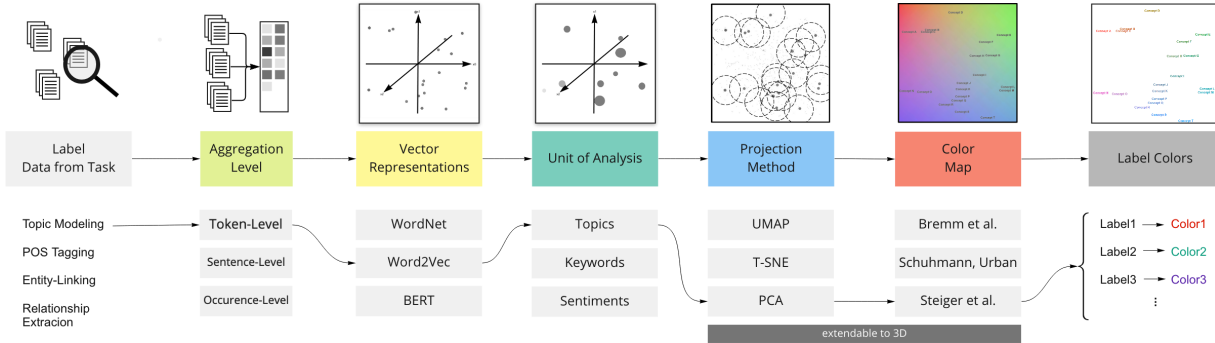 Label
Data from Task
Aggregation
Level
Vector
Representations
Unit of Analysis
Projection
Method
Color
Map
Label Colors
Topic Modeling
POS Tagging
Entity-Linking
Relationship
Extracion
Token-Level
Sentence-Level
Occurence-Level
WordNet
Word2Vec
BERT
Topics
Keywords
Sentiments
UMAP
T-SNE
PCA
extendable to 3D
Bremm et al.
Schuhmann, Urban
Steiger et al.
Label1 Color1
Label2 Color2
Label3 Color3